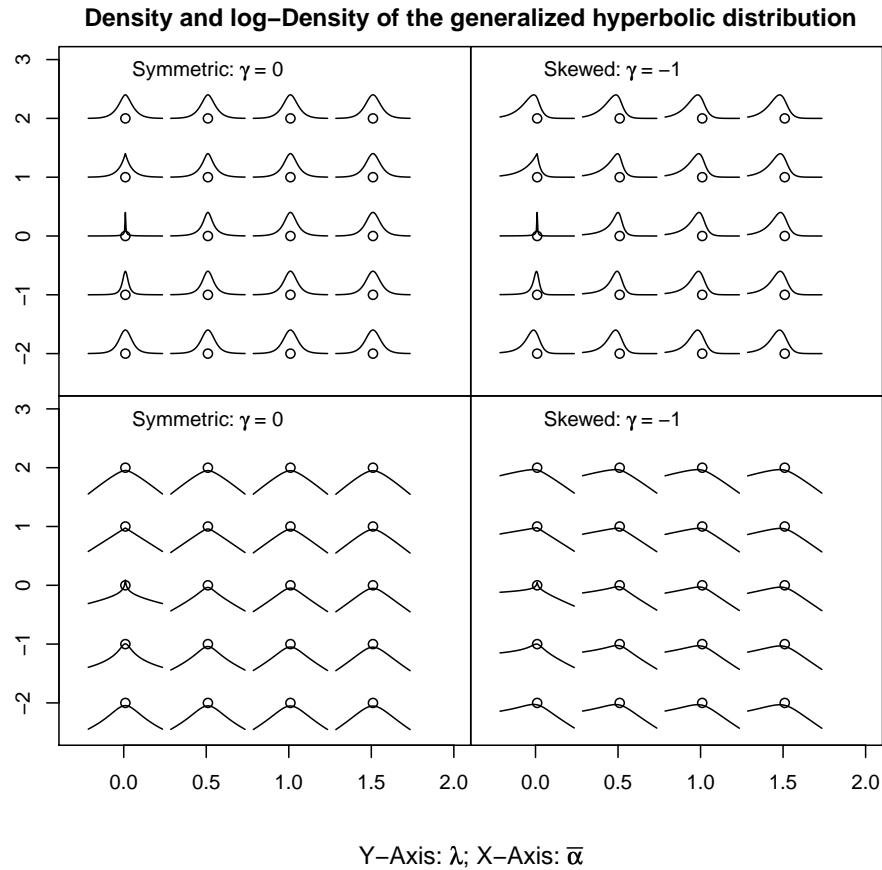 Density and log−Density of the generalized hyperbolic distribution
Symmetric: γ = 0
Skewed: γ = −1
3
2
1
0
−1
−2
Symmetric: γ = 0
Skewed: γ = −1
3
2
1
0
−1
−2
0.0 0.5 1.0 1.5 2.0
0.0 0.5 1.0 1.5 2.0
Y−Axis: λ; X−Axis: α̅